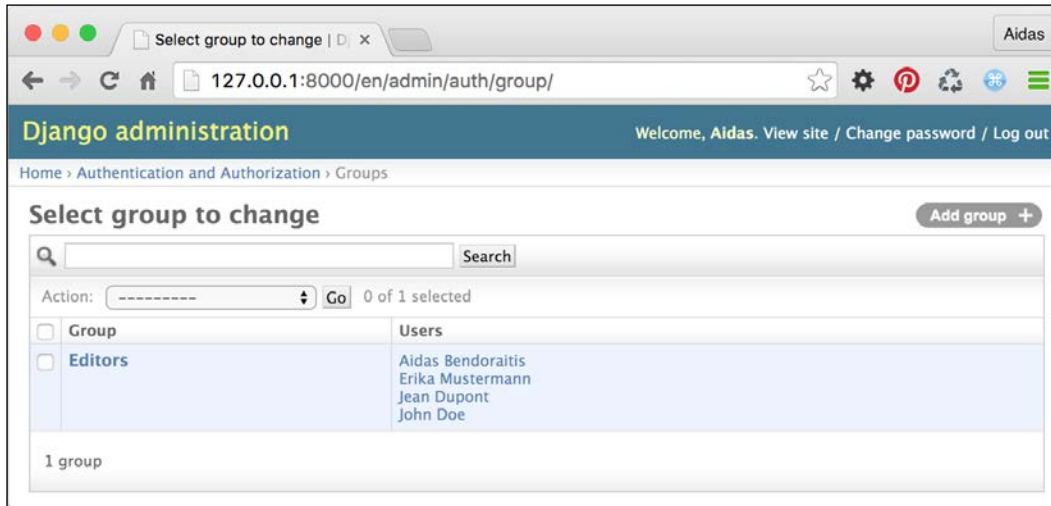 Select group to change | D
Aidas
127.0.0.1:8000/en/admin/auth/group/
Django administration
Welcome, Aidas. View site / Change password / Log out
Home › Authentication and Authorization › Groups
Select group to change
Add group +
Search
Action: --------- Go 0 of 1 selected
Group Users
Editors Aidas Bendoraitis
Erika Mustermann
Jean Dupont
John Doe
1 group